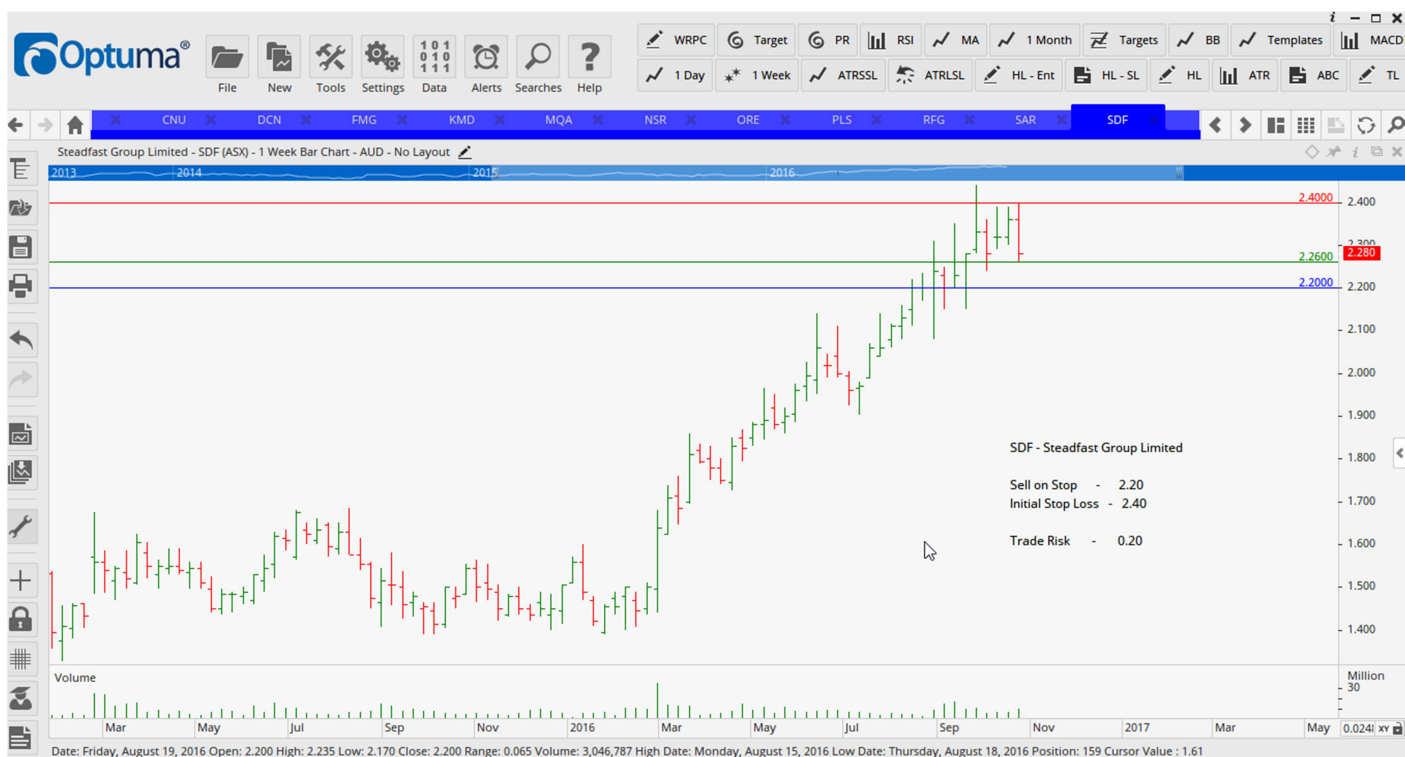 i
Optuma®
File New Tools Settings Data Alerts Searches Help
101
010
111
WRPC Target PR RSI MA 1 Month Targets BB Templates MACD
1 Day 1 Week ATRSSL ATRLSL HL - Ent HL - SL HL ATR ABC TL
CNU DCN FMG KMD MQA NSR ORE PLS RFG SAR SDF
Steadfast Group Limited - SDF (ASX) - 1 Week Bar Chart - AUD - No Layout
2013 2014 2015 2016
2.4000
2.400
2.300
2.2600
2.280
2.2000
2.200
2.100
2.000
1.900
1.800
1.700
1.600
1.500
1.400
SDF - Steadfast Group Limited
Sell on Stop - 2.20
Initial Stop Loss - 2.40
Trade Risk - 0.20
Volume
Million
30
Mar May Jul Sep Nov 2016 Mar May Jul Sep Nov 2017 Mar May XY
Date: Friday, August 19, 2016 Open: 2.200 High: 2.235 Low: 2.170 Close: 2.200 Range: 0.065 Volume: 3,046,787 High Date: Monday, August 15, 2016 Low Date: Thursday, August 18, 2016 Position: 159 Cursor Value : 1.61